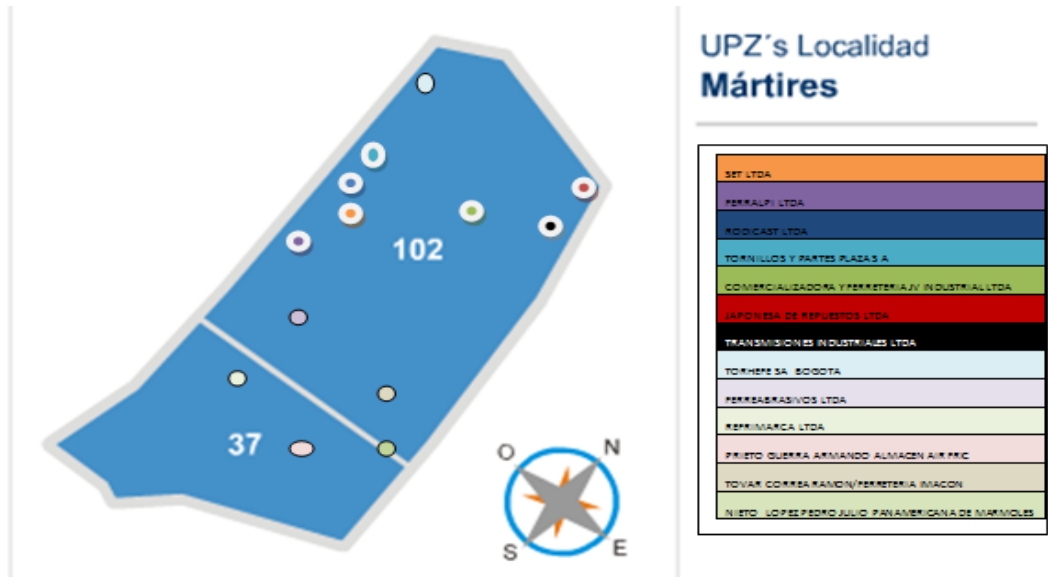 UPZ´s Localidad
Mártires
SET LTDA
FERRALPI LTDA
RODICAST LTDA
TORNILLOS Y PARTES PLAZA S A
COMERCIALIZADORA Y FERRETERIA JV INDUSTRIAL LTDA
JAPONESA DE REPUESTOS LTDA
TRANSMISIONES INDUSTRIALES LTDA
TORHEFE SA BOGOTA
FERREABRASIVOS LTDA
REFRIMARCA LTDA
PRIETO GUERRA ARMANDO ALMACEN AIR FRIC
TOVAR CORREA RAMON/FERRETERIA IMACON
NIETO LOPEZ PEDRO JULIO PANAMERICANA DE MARMOLES
102
37
O
N
S
E